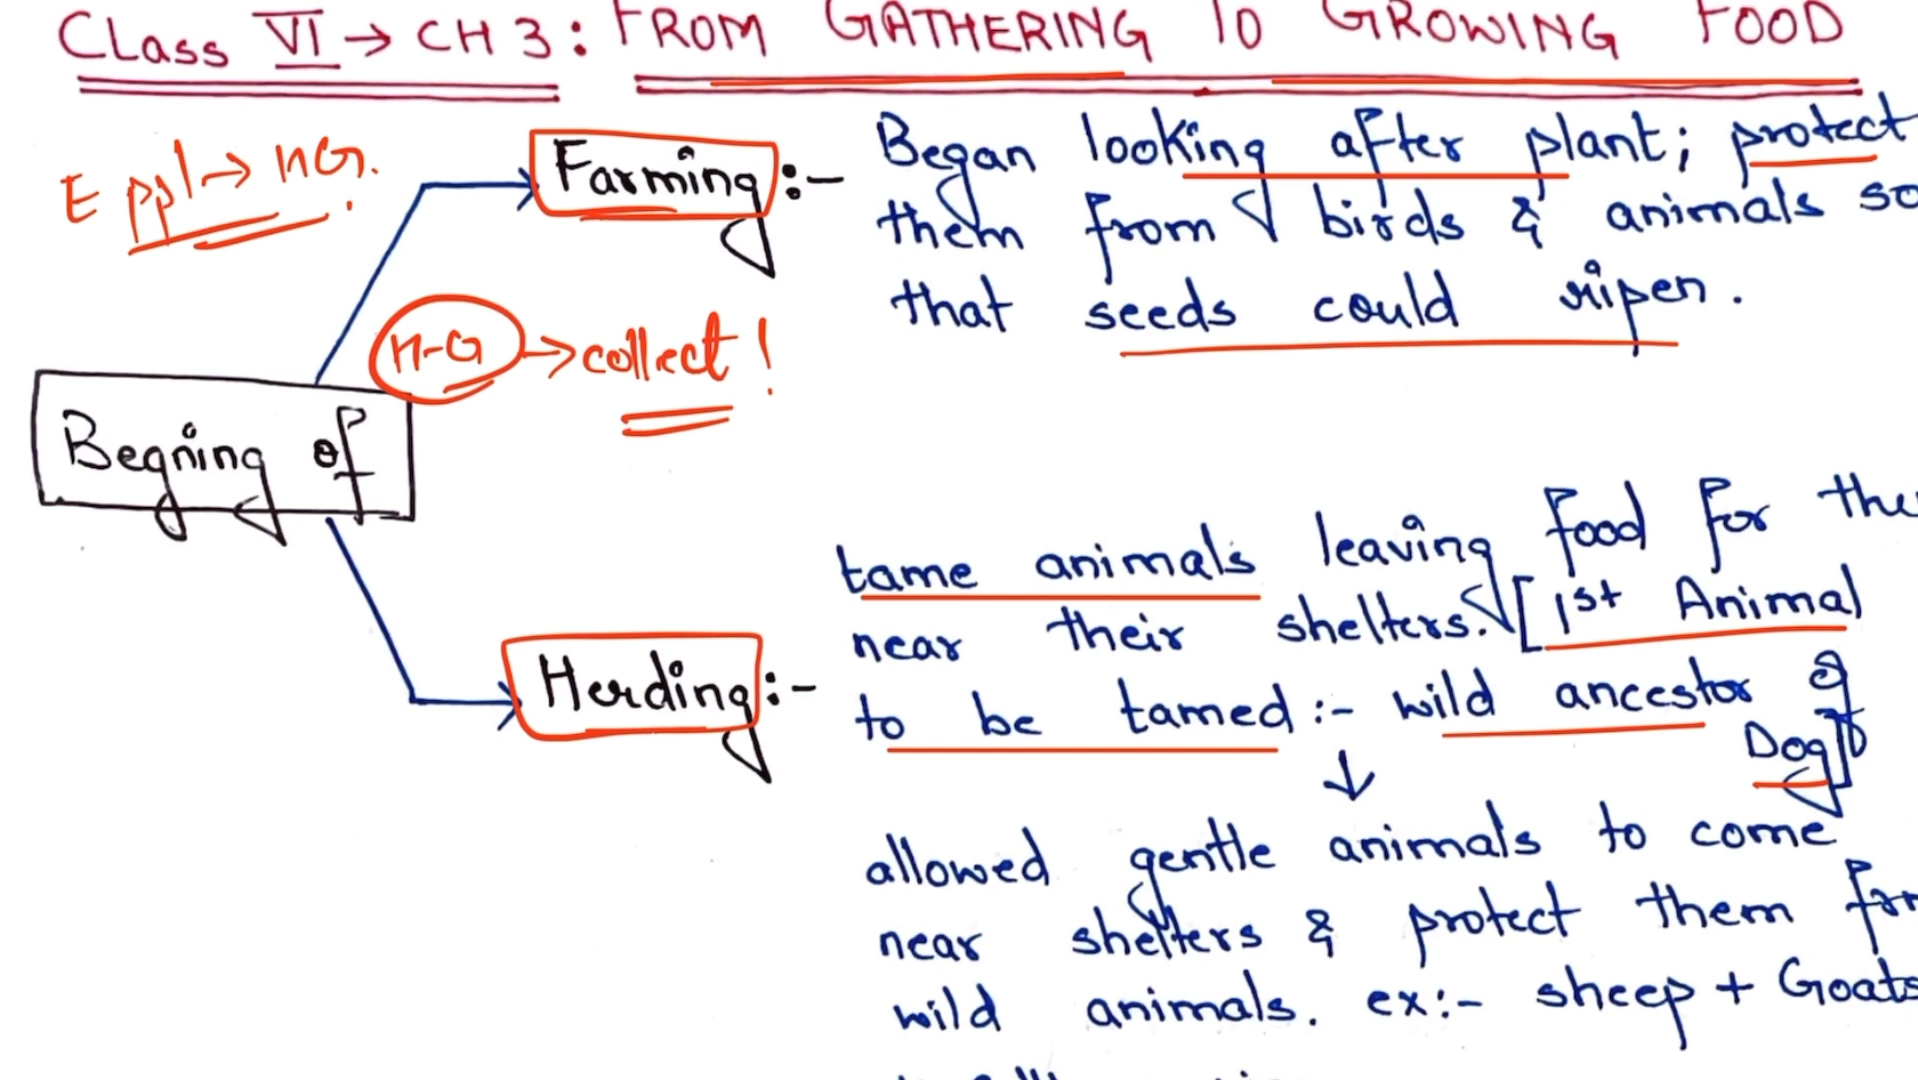 CLass VI → CH 3: FROM GATHERING TO GROWING FOOD
E ppl → HG.
Farming :-
Began looking after plant; protect
them from birds & animals so
that seeds could ripen.
H-G → collect !
Begning of
Herding :-
tame animals leaving food for the
near their shelters. [1st Animal
to be tamed :- wild ancestor of
Dog]
↓
allowed gentle animals to come
near shelters & protect them
wild animals. ex:- sheep + Goats